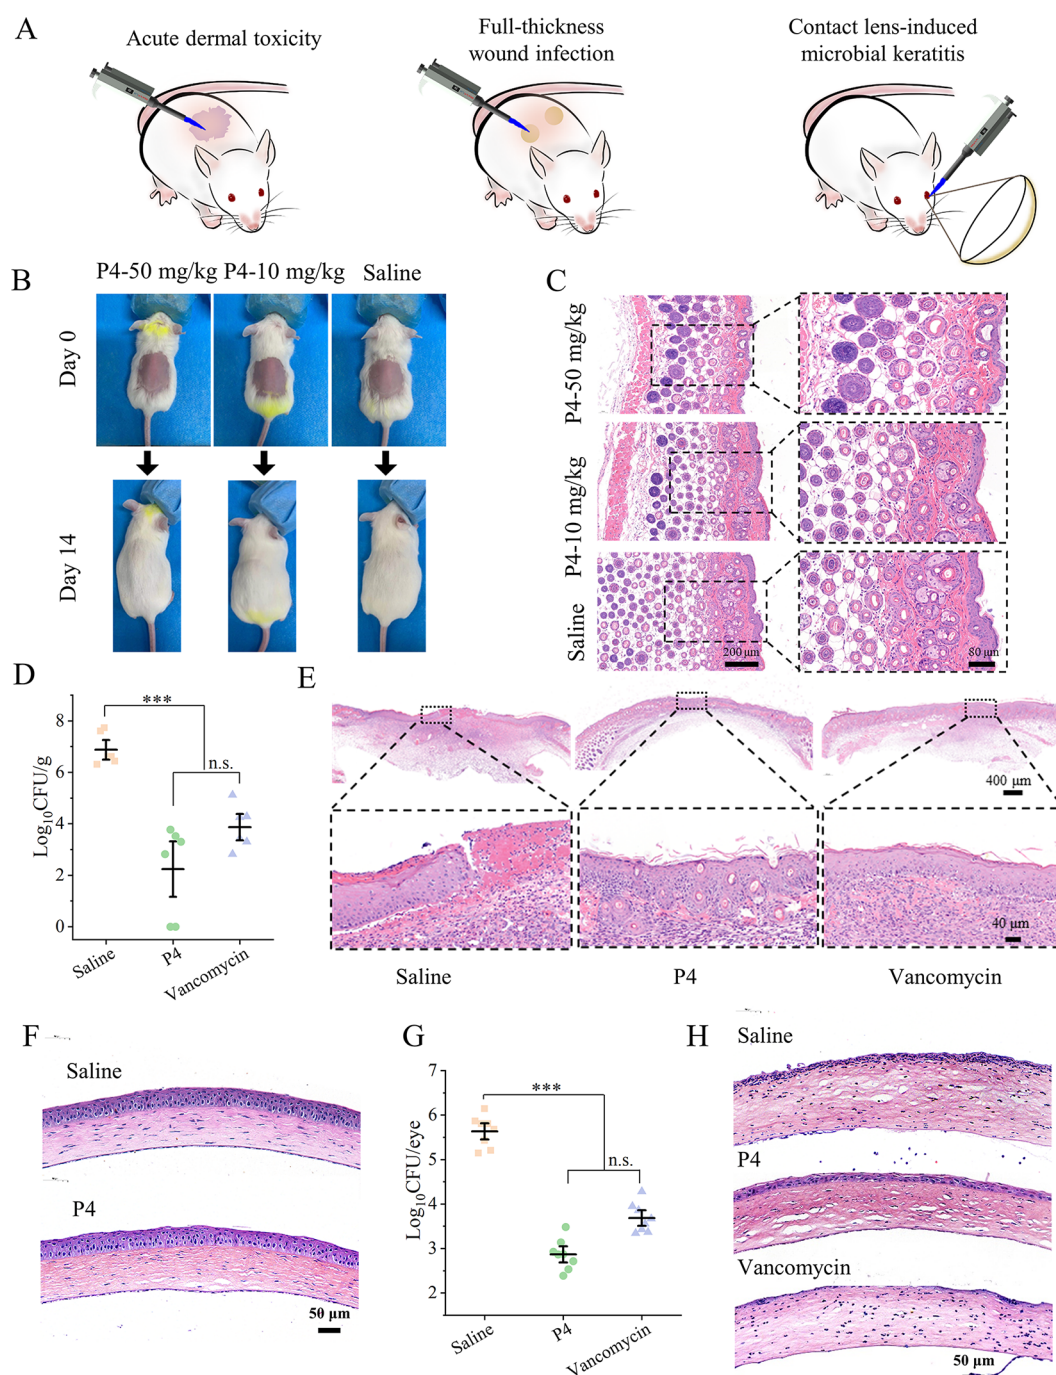 A
Acute dermal toxicity
Full-thickness
wound infection
Contact lens-induced
microbial keratitis
B
P4-50 mg/kg
P4-10 mg/kg
Saline
Day 0
Day 14
C
P4-50 mg/kg
P4-10 mg/kg
Saline
200 μm
80 μm
D
Log10CFU/g
8
6
4
2
0
***
n.s.
Saline
P4
Vancomycin
E
400 μm
40 μm
Saline
P4
Vancomycin
F
Saline
P4
50 μm
G
Log10CFU/eye
7
6
5
4
3
2
***
n.s.
Saline
P4
Vancomycin
H
Saline
P4
Vancomycin
50 μm